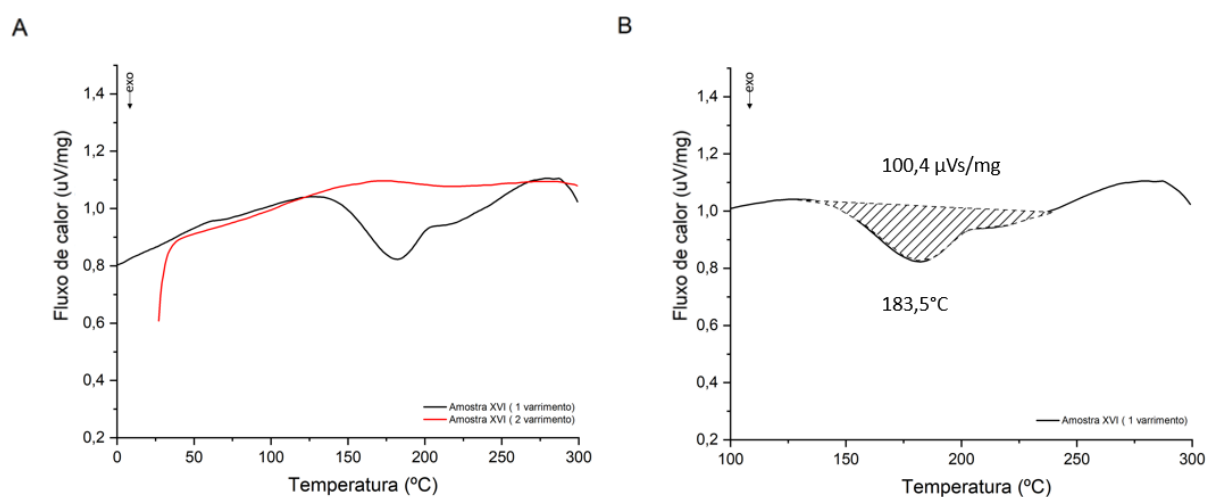 A
exo
1,4
1,2
1,0
0,8
0,6
0,4
0,2
Fluxo de calor (uV/mg)
Amostra XVI ( 1 varrimento)
Amostra XVI ( 2 varrimento)
0 50 100 150 200 250 300
Temperatura (ºC)
B
exo
1,4
1,2
1,0
0,8
0,6
0,4
0,2
Fluxo de calor (uV/mg)
100,4 µVs/mg
183,5°C
Amostra XVI ( 1 varrimento)
100 150 200 250 300
Temperatura (ºC)